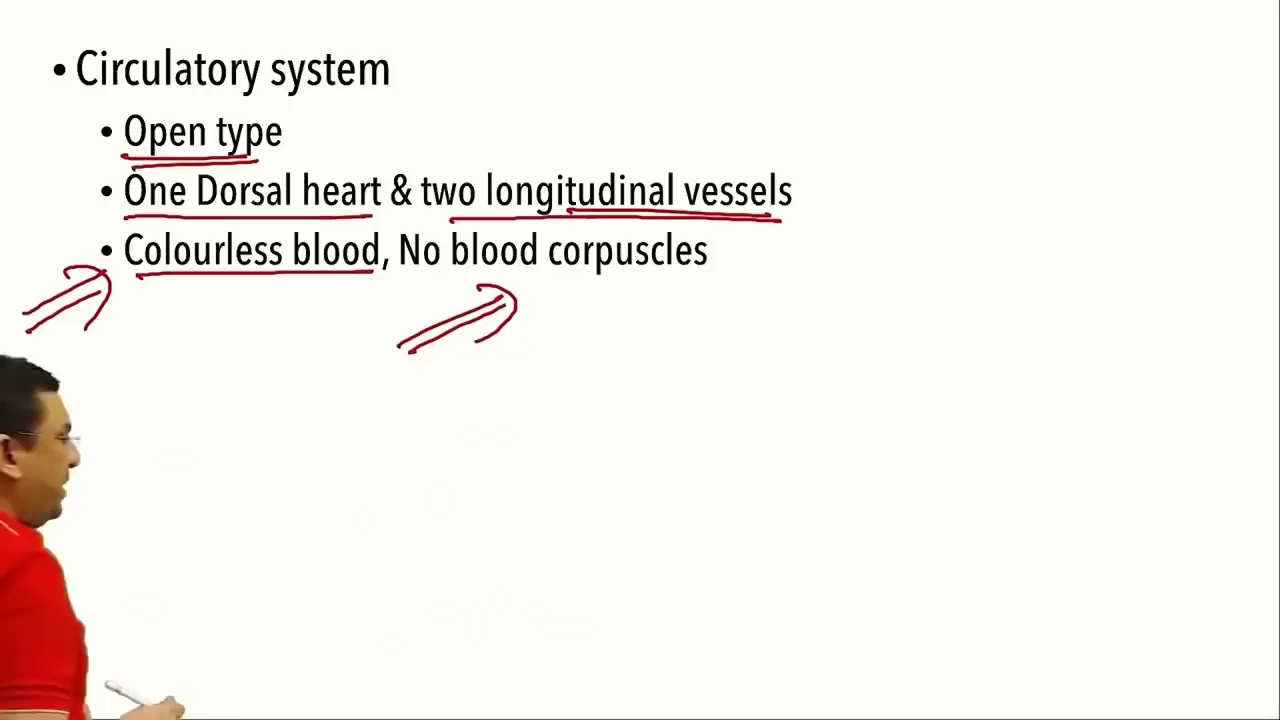 • Circulatory system
• Open type
• One Dorsal heart & two longitudinal vessels
• Colourless blood, No blood corpuscles